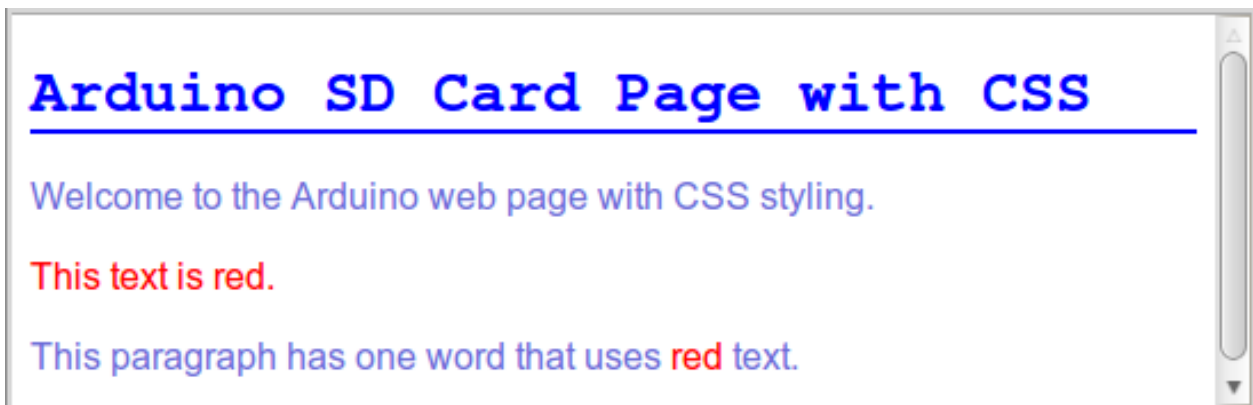 Arduino SD Card Page with CSS
Welcome to the Arduino web page with CSS styling.
This text is red.
This paragraph has one word that uses red text.